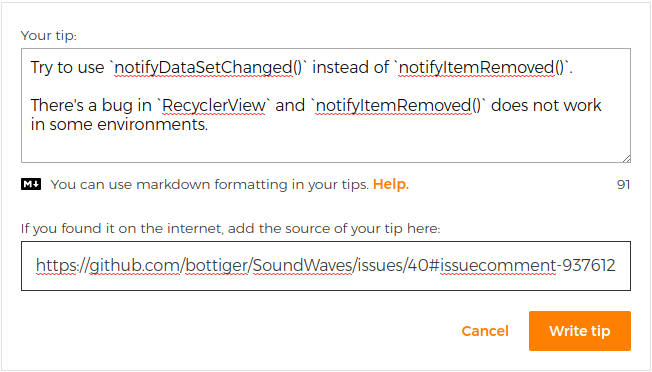 Your tip:
Try to use `notifyDataSetChanged()` instead of `notifyItemRemoved()`.
There's a bug in `RecyclerView` and `notifyItemRemoved()` does not work
in some environments.
M↓ You can use markdown formatting in your tips. Help. 91
If you found it on the internet, add the source of your tip here:
https://github.com/bottiger/SoundWaves/issues/40#issuecomment-937612
Cancel Write tip